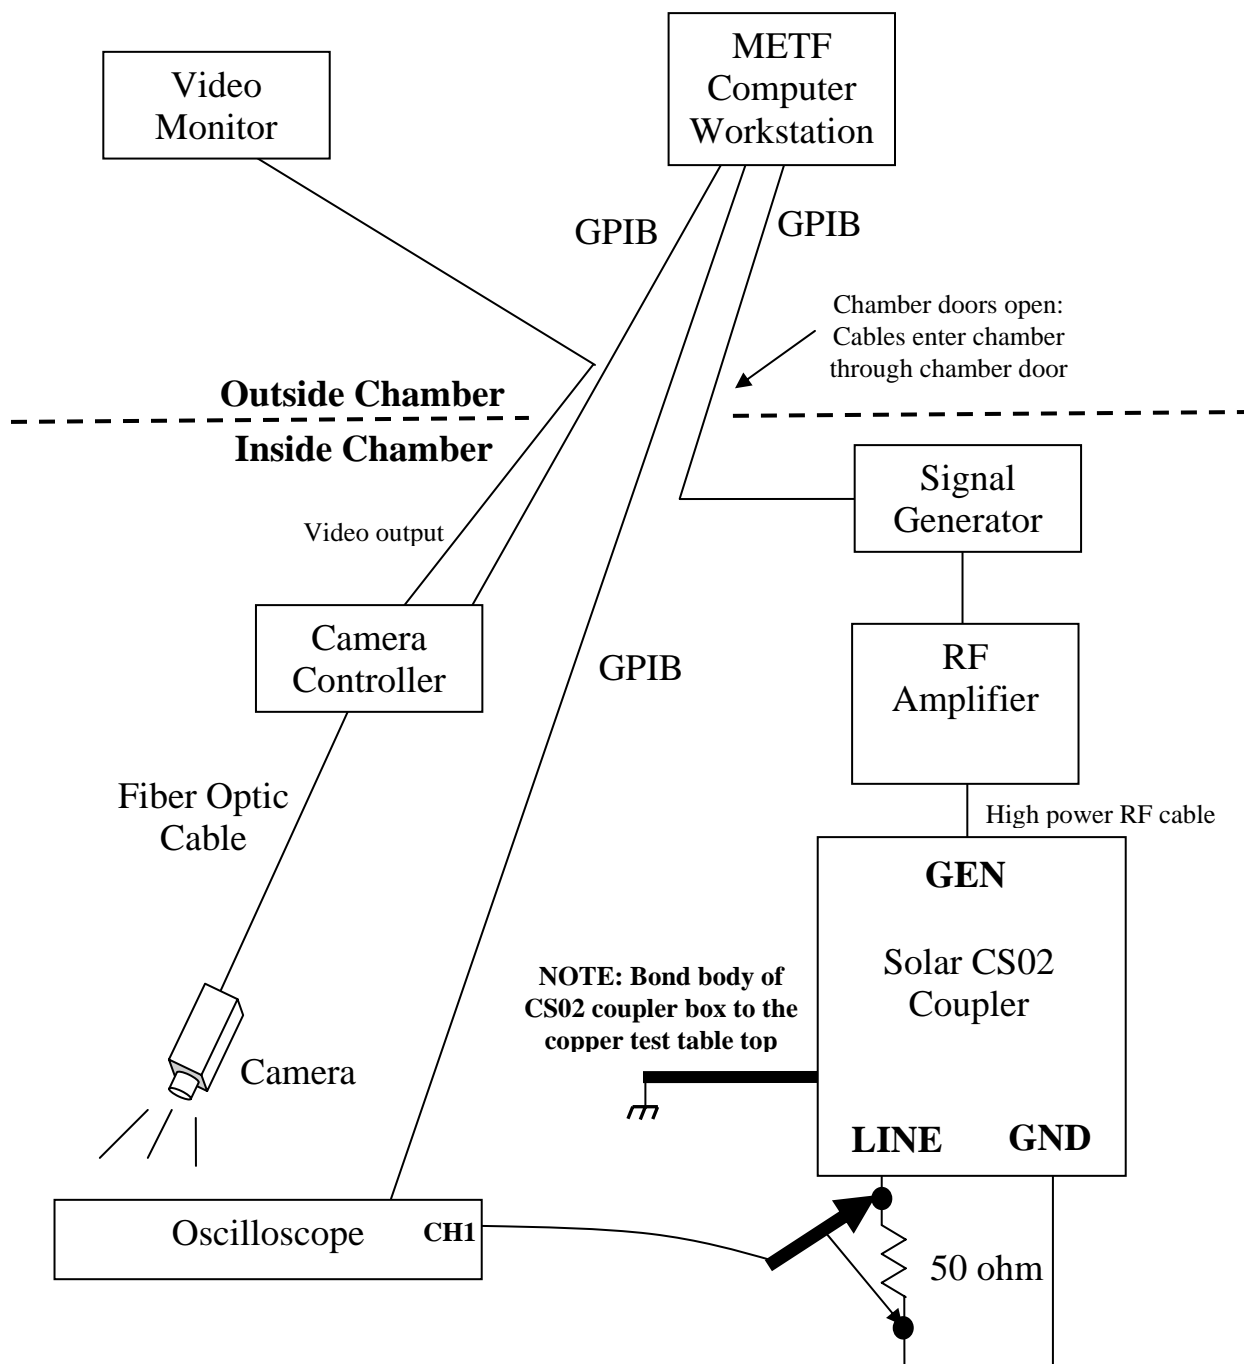 Video
Monitor
METF
Computer
Workstation
GPIB
GPIB
Chamber doors open:
Cables enter chamber
through chamber door
Outside Chamber
Inside Chamber
Signal
Generator
Video output
Camera
Controller
GPIB
RF
Amplifier
Fiber Optic
Cable
High power RF cable
GEN
Solar CS02
Coupler
NOTE: Bond body of
CS02 coupler box to the
copper test table top
Camera
LINE
GND
Oscilloscope
CH1
50 ohm